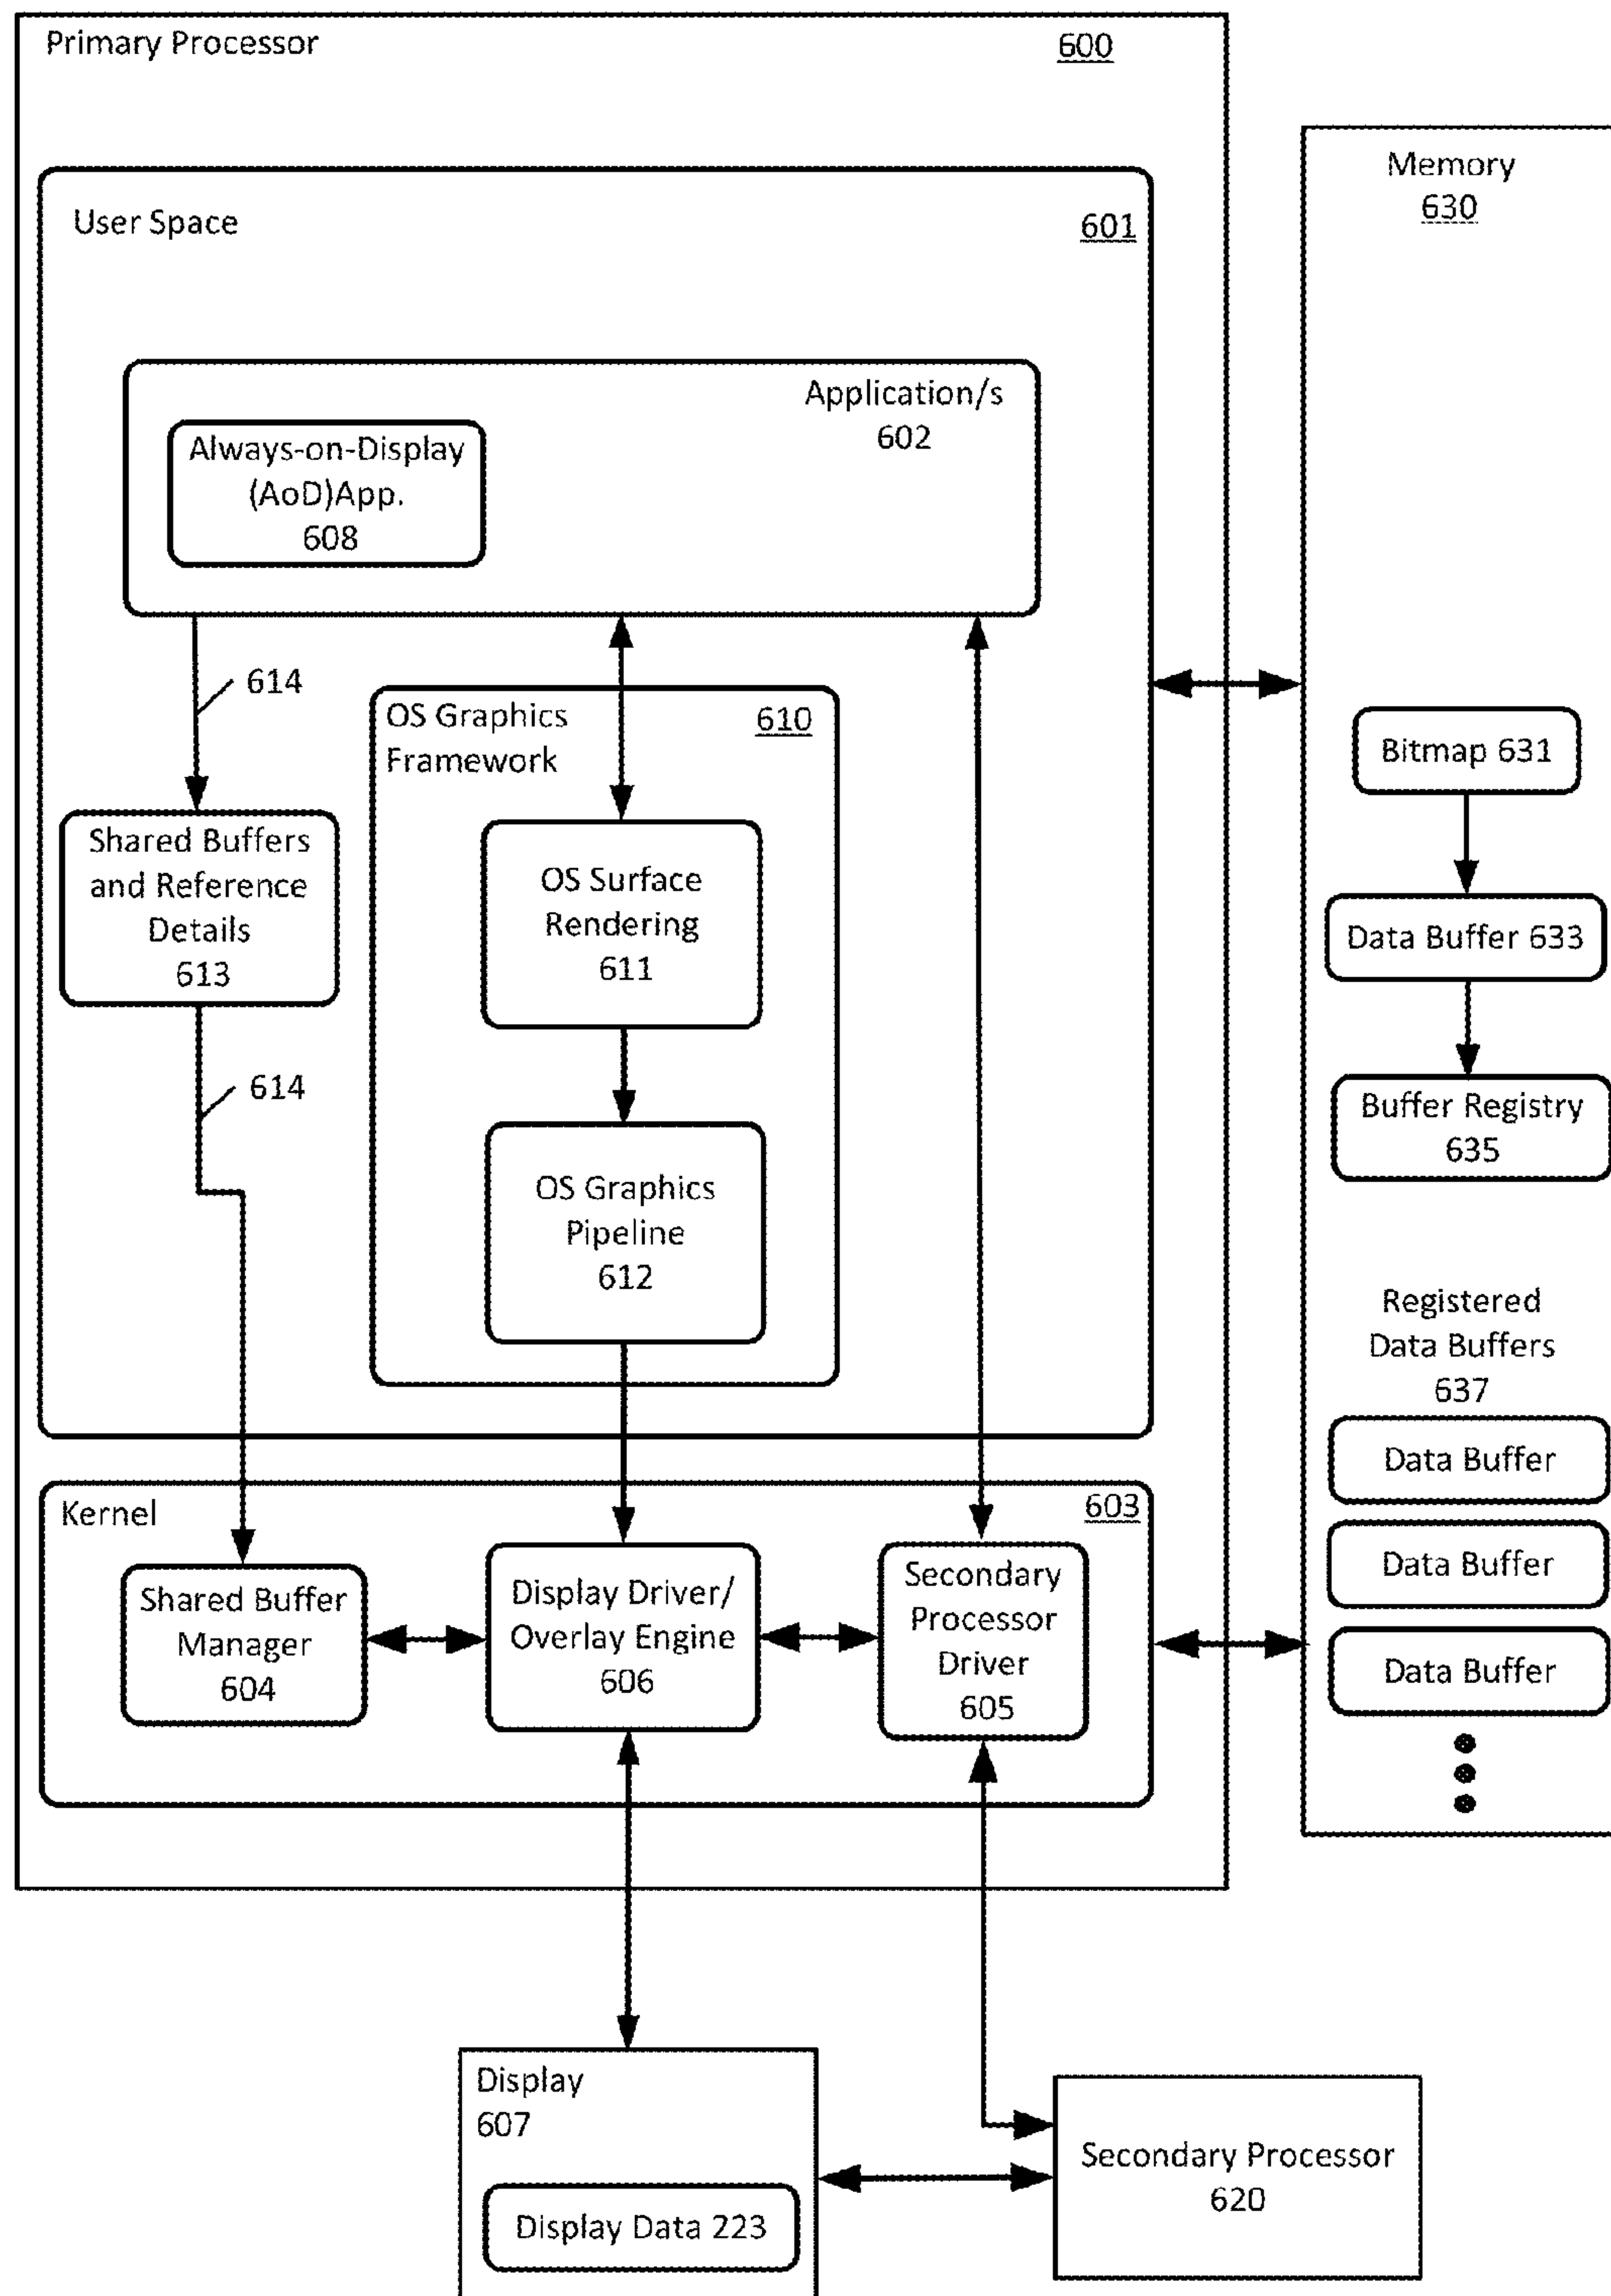 Primary Processor
600
User Space
601
Application/s
602
Always-on-Display
(AoD)App.
608
614
OS Graphics
Framework
610
Shared Buffers
and Reference
Details
613
OS Surface
Rendering
611
614
OS Graphics
Pipeline
612
Kernel
603
Shared Buffer
Manager
604
Display Driver/
Overlay Engine
606
Secondary
Processor
Driver
605
Memory
630
Bitmap 631
Data Buffer 633
Buffer Registry
635
Registered
Data Buffers
637
Data Buffer
Data Buffer
Data Buffer
Display
607
Display Data 223
Secondary Processor
620